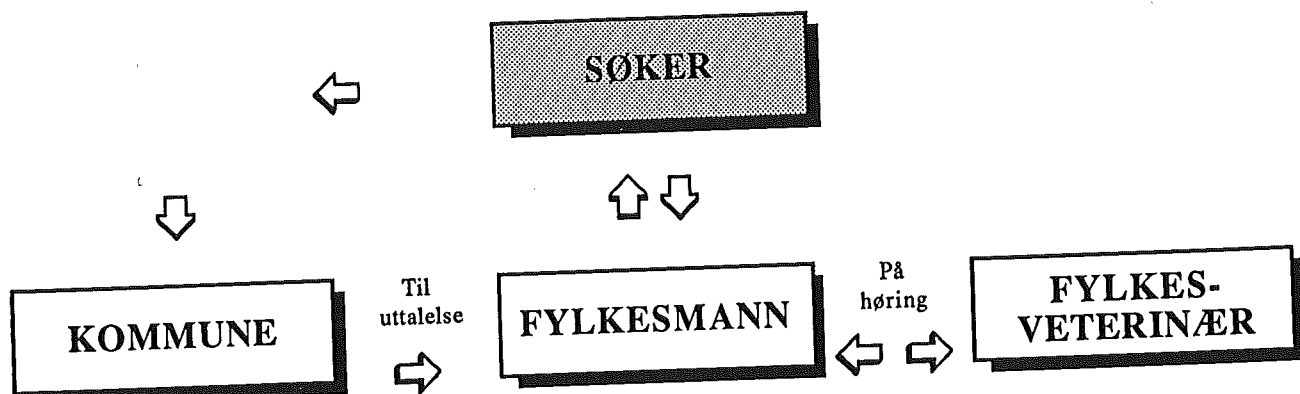 SØKER
KOMMUNE
Til
uttalelse
FYLKESMANN
På
høring
FYLKES-
VETERINÆR